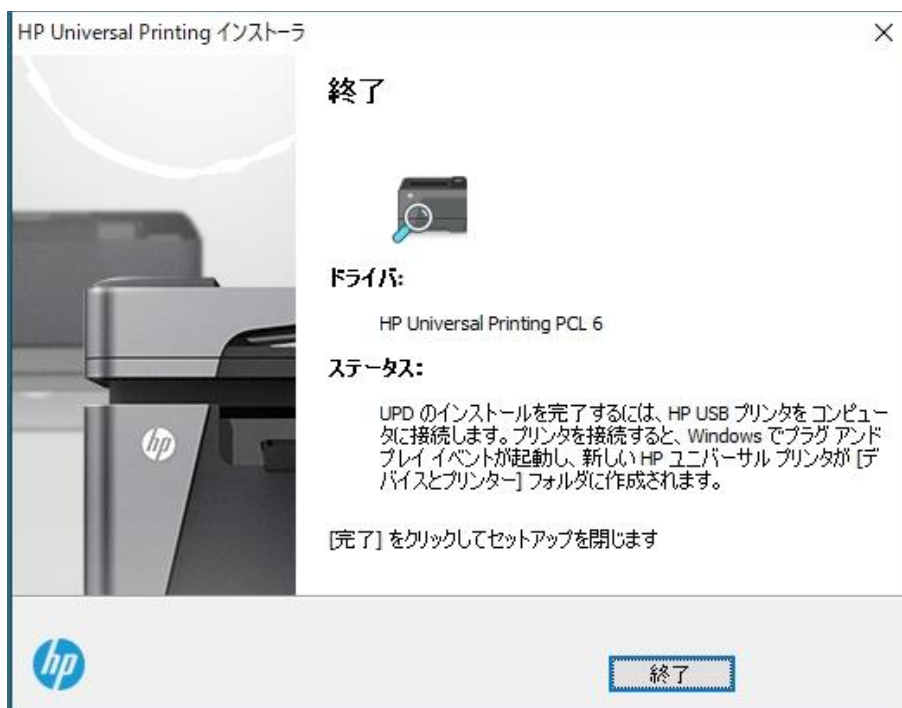 HP Universal Printing インストーラ
終了
ドライバ:
HP Universal Printing PCL 6
ステータス:
UPD のインストールを完了するには、HP USB プリンタをコンピュー
タに接続します。プリンタを接続すると、Windows でプラグ アンド
プレイ イベントが起動し、新しい HP ユニバーサル プリンタが [デ
バイスとプリンター] フォルダに作成されます。
[完了] をクリックしてセットアップを閉じます
hp
hp
終了